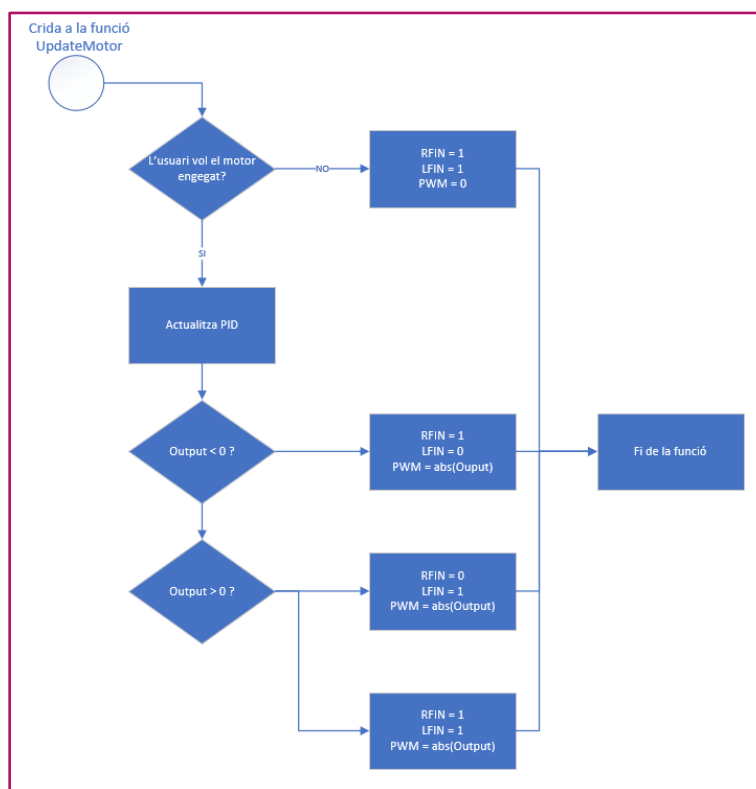 Crida a la funció
UpdateMotor
L'usuari vol el motor
engegat?
NO
RFIN = 1
LFIN = 1
PWM = 0
SI
Actualitza PID
Output < 0 ?
RFIN = 1
LFIN = 0
PWM = abs(Ouput)
Fi de la funció
Output > 0 ?
RFIN = 0
LFIN = 1
PWM = abs(Output)
RFIN = 1
LFIN = 1
PWM = abs(Output)